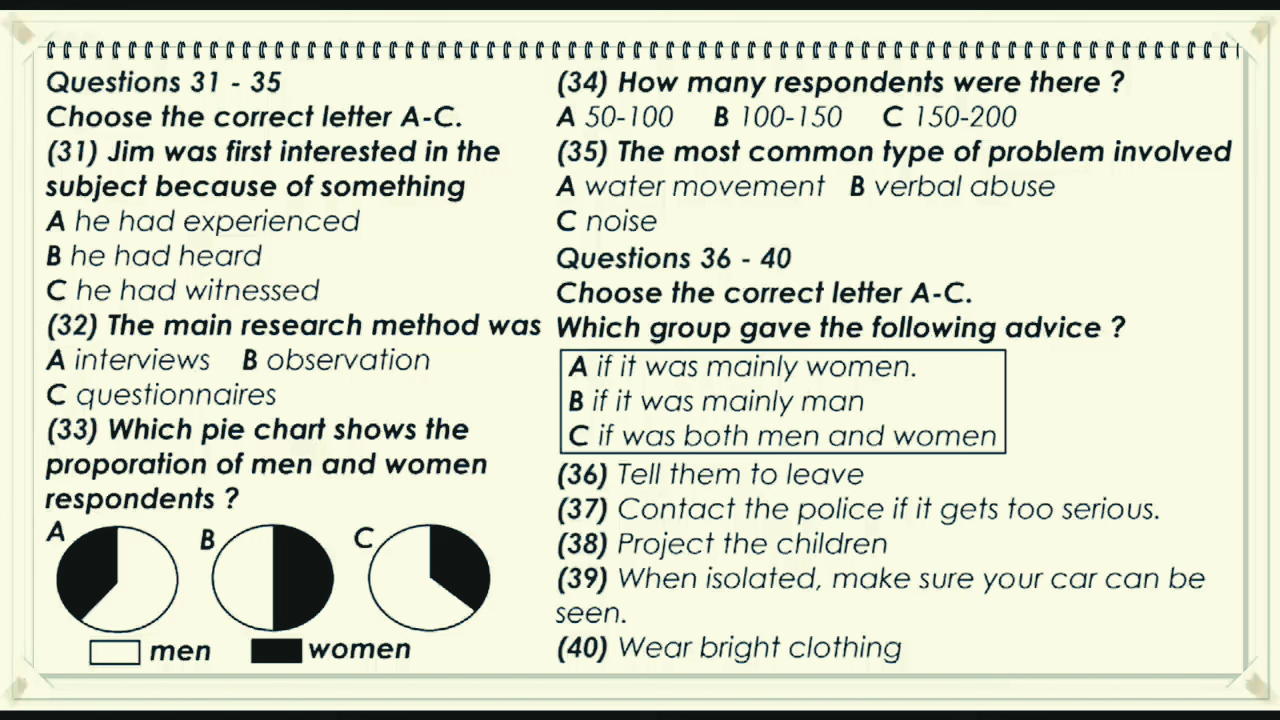 Questions 31 - 35
Choose the correct letter A-C.
(31) Jim was first interested in the
subject because of something
A he had experienced
B he had heard
C he had witnessed
(32) The main research method was
A interviews B observation
C questionnaires
(33) Which pie chart shows the
proporation of men and women
respondents ?
A B C
men women
(34) How many respondents were there ?
A 50-100 B 100-150 C 150-200
(35) The most common type of problem involved
A water movement B verbal abuse
C noise
Questions 36 - 40
Choose the correct letter A-C.
Which group gave the following advice ?
A if it was mainly women.
B if it was mainly man
C if was both men and women
(36) Tell them to leave
(37) Contact the police if it gets too serious.
(38) Project the children
(39) When isolated, make sure your car can be
seen.
(40) Wear bright clothing